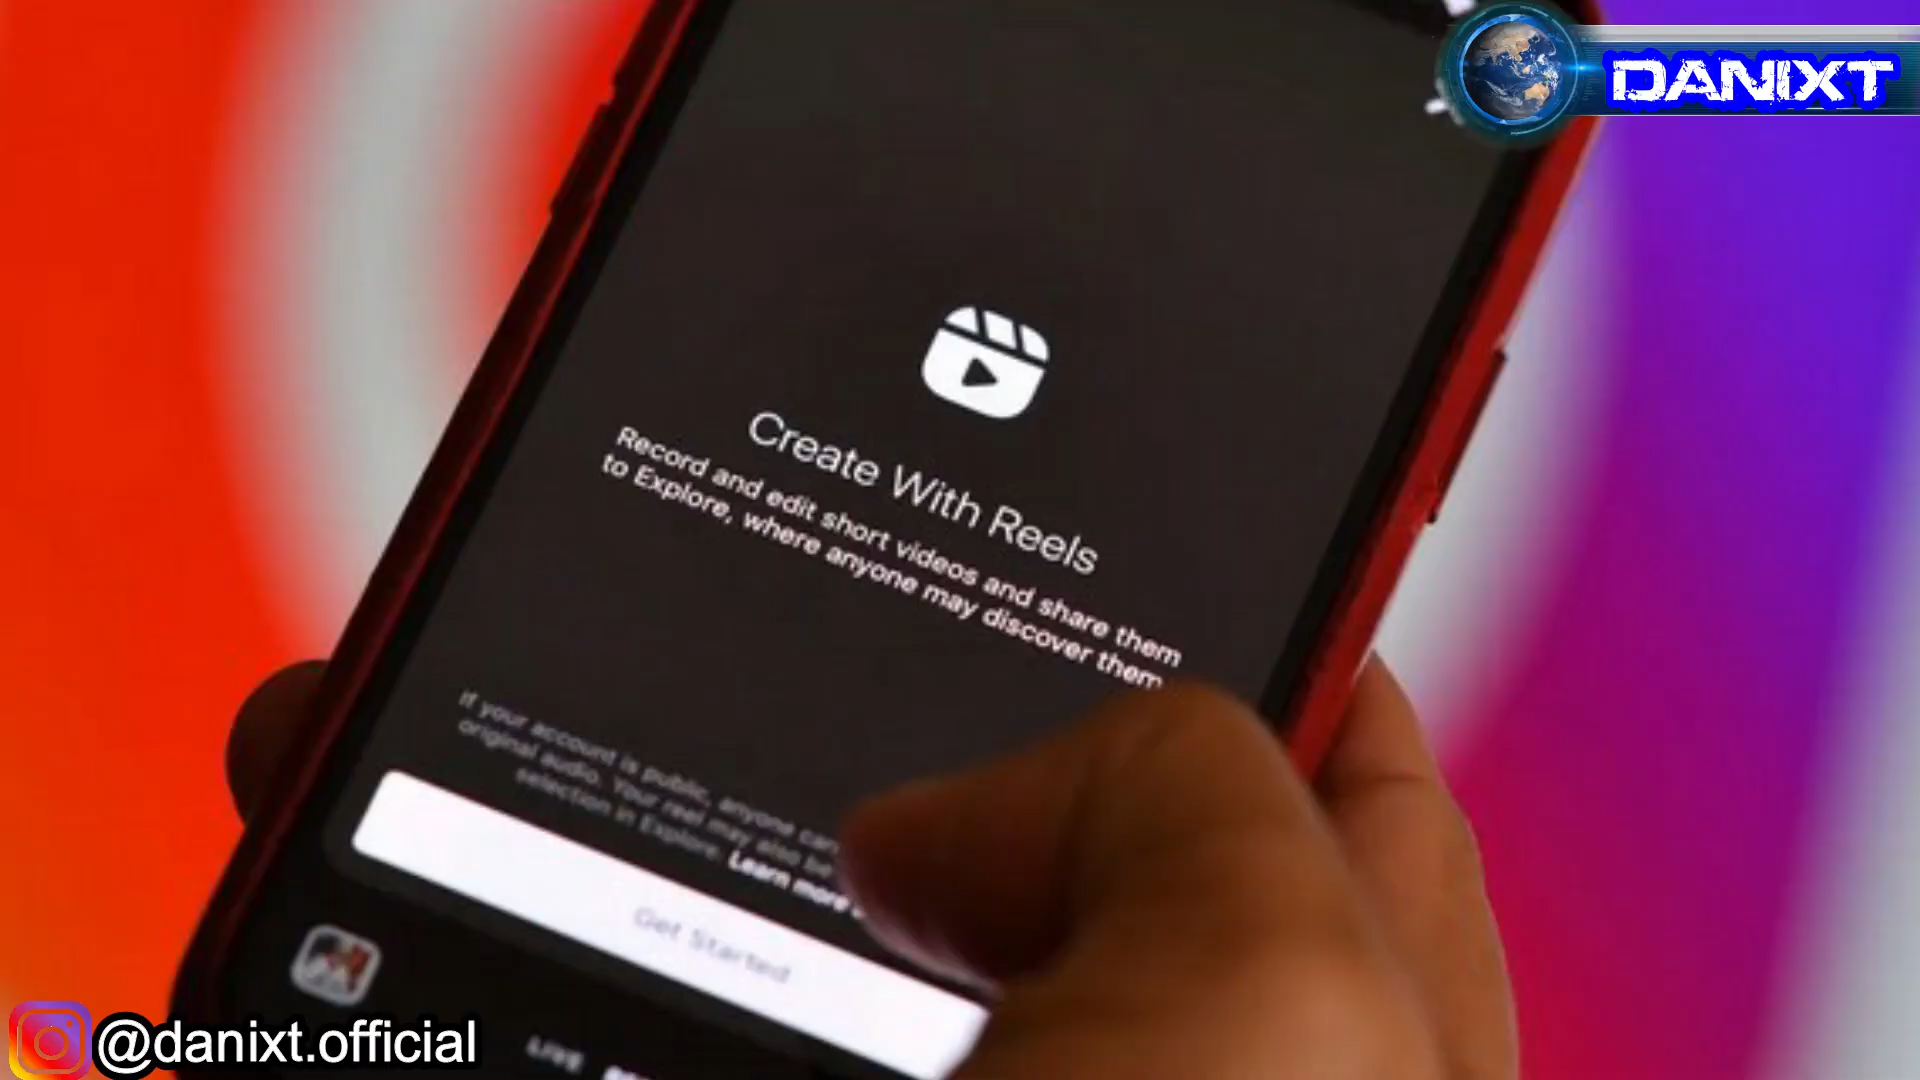 DANIXT
Create With Reels
Record and edit short videos and share them
to Explore, where anyone may discover them
If your account is public, anyone can
original audio. Your reel may also be
selection in Explore. Learn more
Get Started
LIVE
@danixt.official